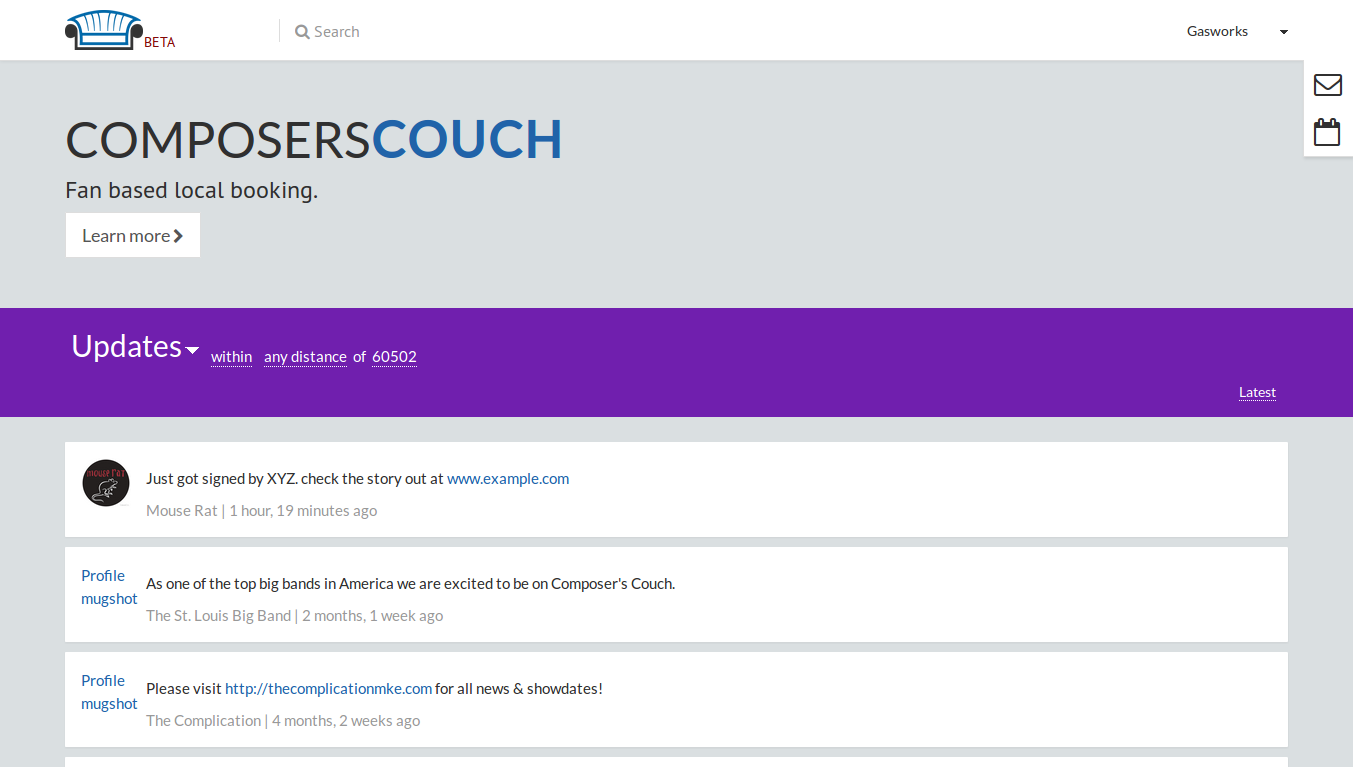 BETA
Search
Gasworks
COMPOSERSCOUCH
Fan based local booking.
Learn more
Updates within any distance of 60502
Latest
MOUSE RAT
Just got signed by XYZ. check the story out at www.example.com
Mouse Rat | 1 hour, 19 minutes ago
Profile
mugshot
As one of the top big bands in America we are excited to be on Composer's Couch.
The St. Louis Big Band | 2 months, 1 week ago
Profile
mugshot
Please visit http://thecomplicationmke.com for all news & showdates!
The Complication | 4 months, 2 weeks ago